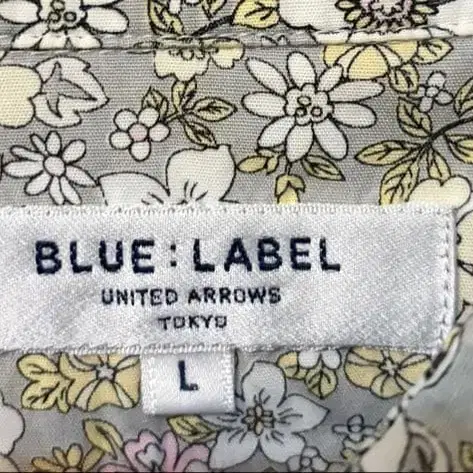 BLUE : LABEL
UNITED ARROWS
TOKYO
L